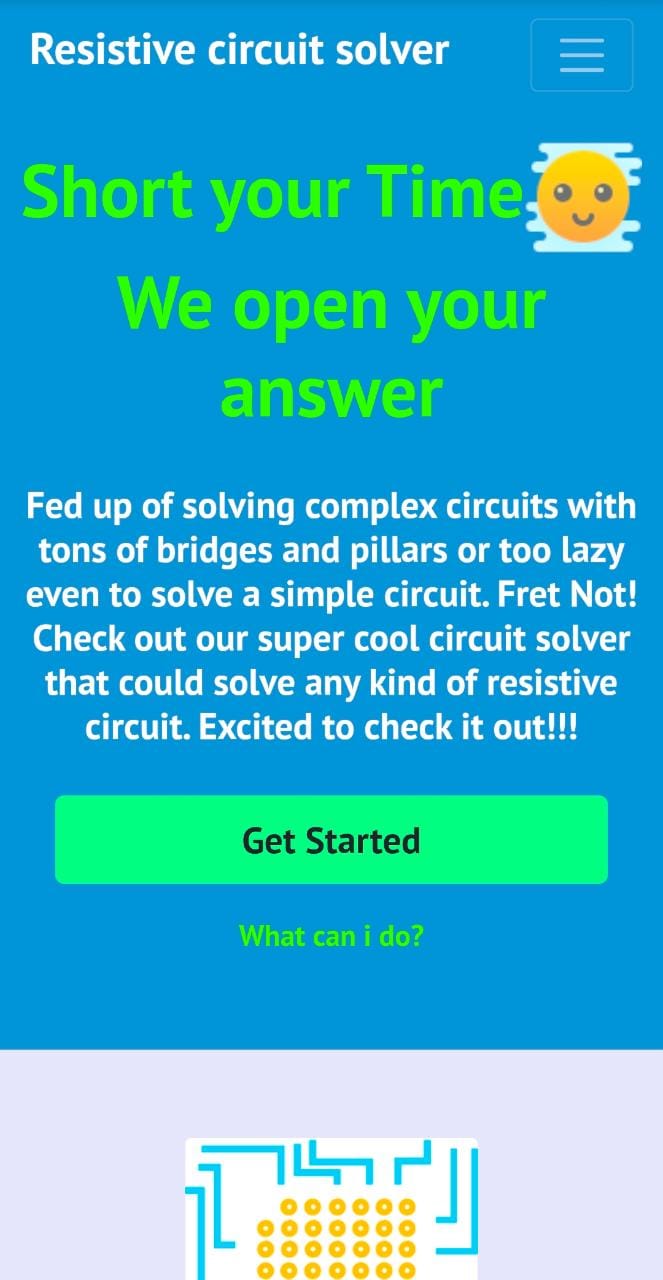 Resistive circuit solver
Short your Time
We open your
answer
Fed up of solving complex circuits with
tons of bridges and pillars or too lazy
even to solve a simple circuit. Fret Not!
Check out our super cool circuit solver
that could solve any kind of resistive
circuit. Excited to check it out!!!
Get Started
What can i do?